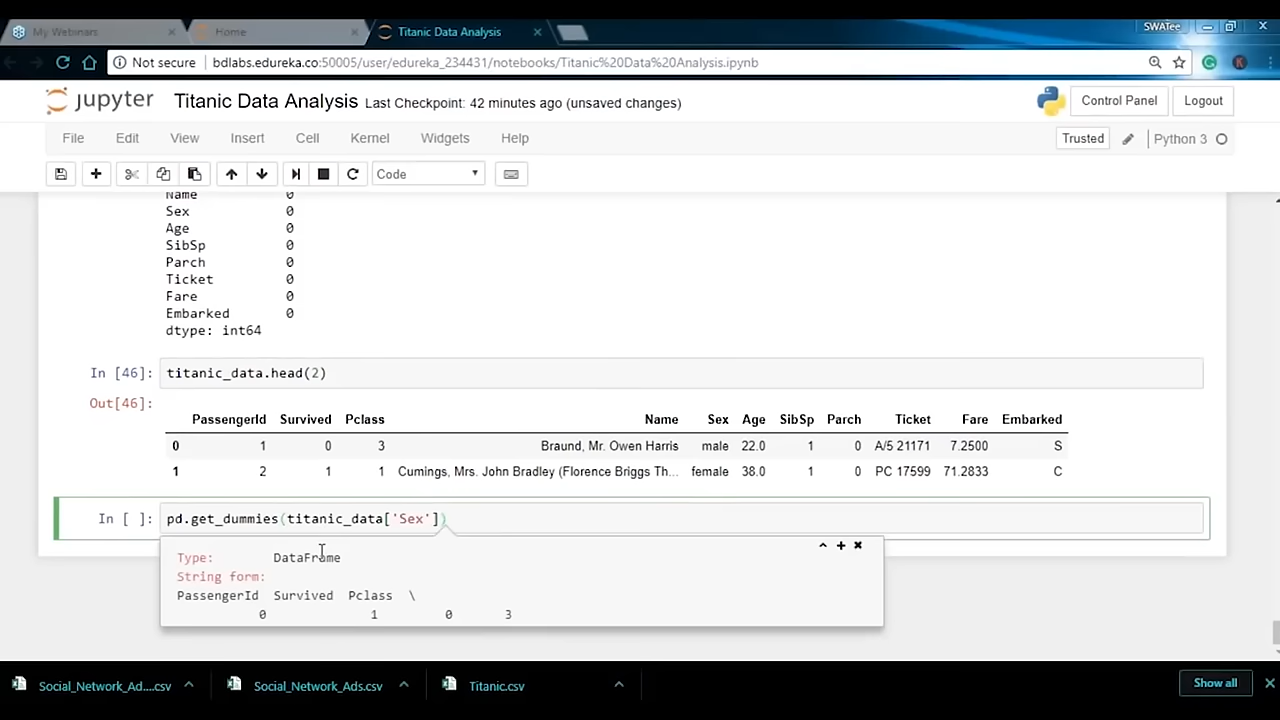 My Webinars
Home
Titanic Data Analysis
SWATee
Not secure
bdlabs.edureka.co:50005/user/edureka_234431/notebooks/Titanic%20Data%20Analysis.ipynb
jupyter Titanic Data Analysis Last Checkpoint: 42 minutes ago (unsaved changes)
Control Panel
Logout
File Edit View Insert Cell Kernel Widgets Help
Trusted
Python 3
Code
Name 0
Sex 0
Age 0
SibSp 0
Parch 0
Ticket 0
Fare 0
Embarked 0
dtype: int64
In [46]: titanic_data.head(2)
Out[46]:
PassengerId Survived Pclass Name Sex Age SibSp Parch Ticket Fare Embarked
0 1 0 3 Braund, Mr. Owen Harris male 22.0 1 0 A/5 21171 7.2500 S
1 2 1 1 Cumings, Mrs. John Bradley (Florence Briggs Th... female 38.0 1 0 PC 17599 71.2833 C
In [ ]: pd.get_dummies(titanic_data['Sex'])
Type: DataFrame
String form:
PassengerId Survived Pclass \
0 1 0 3
Social_Network_Ad....csv
Social_Network_Ads.csv
Titanic.csv
Show all